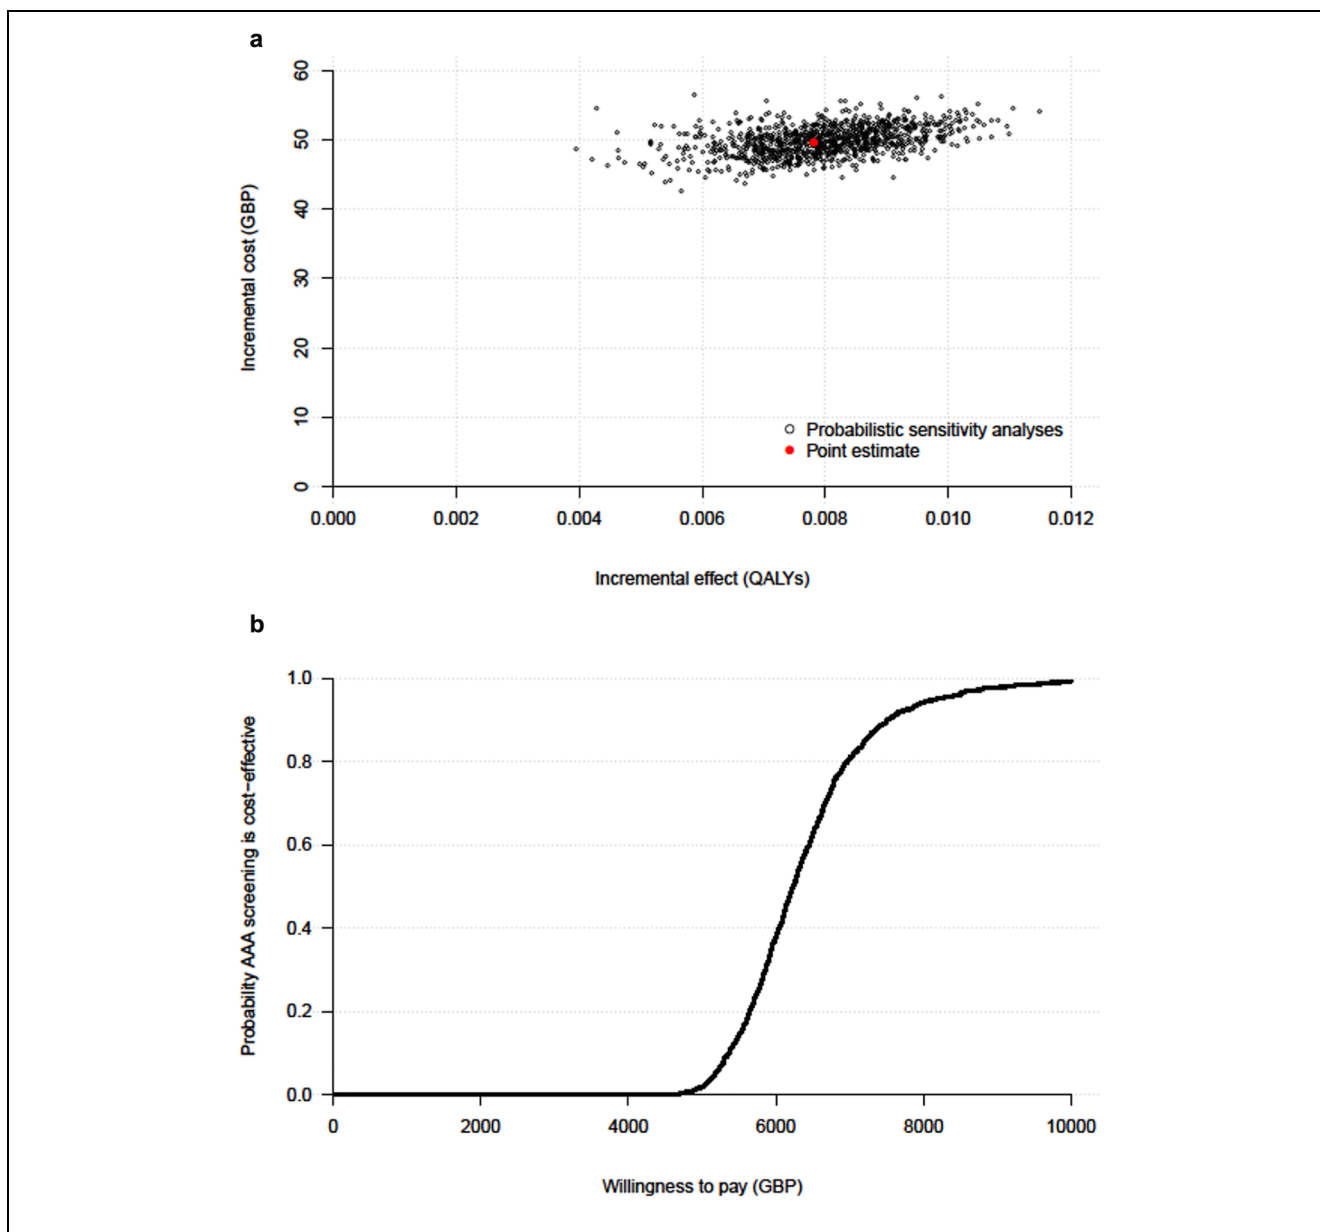 a
60
50
40
30
20
10
0
Incremental cost (GBP)
Probabilistic sensitivity analyses
Point estimate
0.000 0.002 0.004 0.006 0.008 0.010 0.012
Incremental effect (QALYs)
b
1.0
0.8
0.6
0.4
0.2
0.0
Probability AAA screening is cost−effective
0 2000 4000 6000 8000 10000
Willingness to pay (GBP)